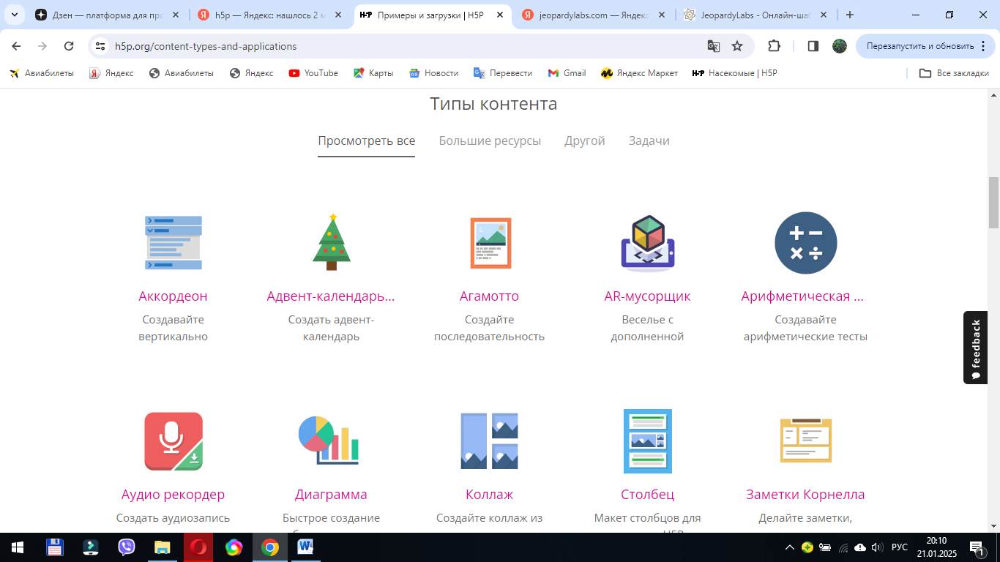 Дзен — платформа для про
h5p — Яндекс: нашлось 2 м
H-P Примеры и загрузки | H5P
jeopardylabs.com — Яндекс
JeopardyLabs - Онлайн-шаб
h5p.org/content-types-and-applications
Перезапустить и обновить
Авиабилеты
Яндекс
Авиабилеты
Яндекс
YouTube
Карты
Новости
Перевести
Gmail
Яндекс Маркет
H-P Насекомые | H5P
Все закладки
Типы контента
Просмотреть все
Большие ресурсы
Другой
Задачи
Аккордеон
Адвент-календарь...
Агамотто
AR-мусорщик
Арифметическая ...
Создавайте
Создать адвент-
Создайте
Веселье с
Создавайте
вертикально
календарь
последовательность
дополненной
арифметические тесты
feedback
Аудио рекордер
Диаграмма
Коллаж
Столбец
Заметки Корнелла
Создать аудиозапись
Быстрое создание
Создайте коллаж из
Макет столбцов для
Делайте заметки,
РУС
20:10
21.01.2025
1